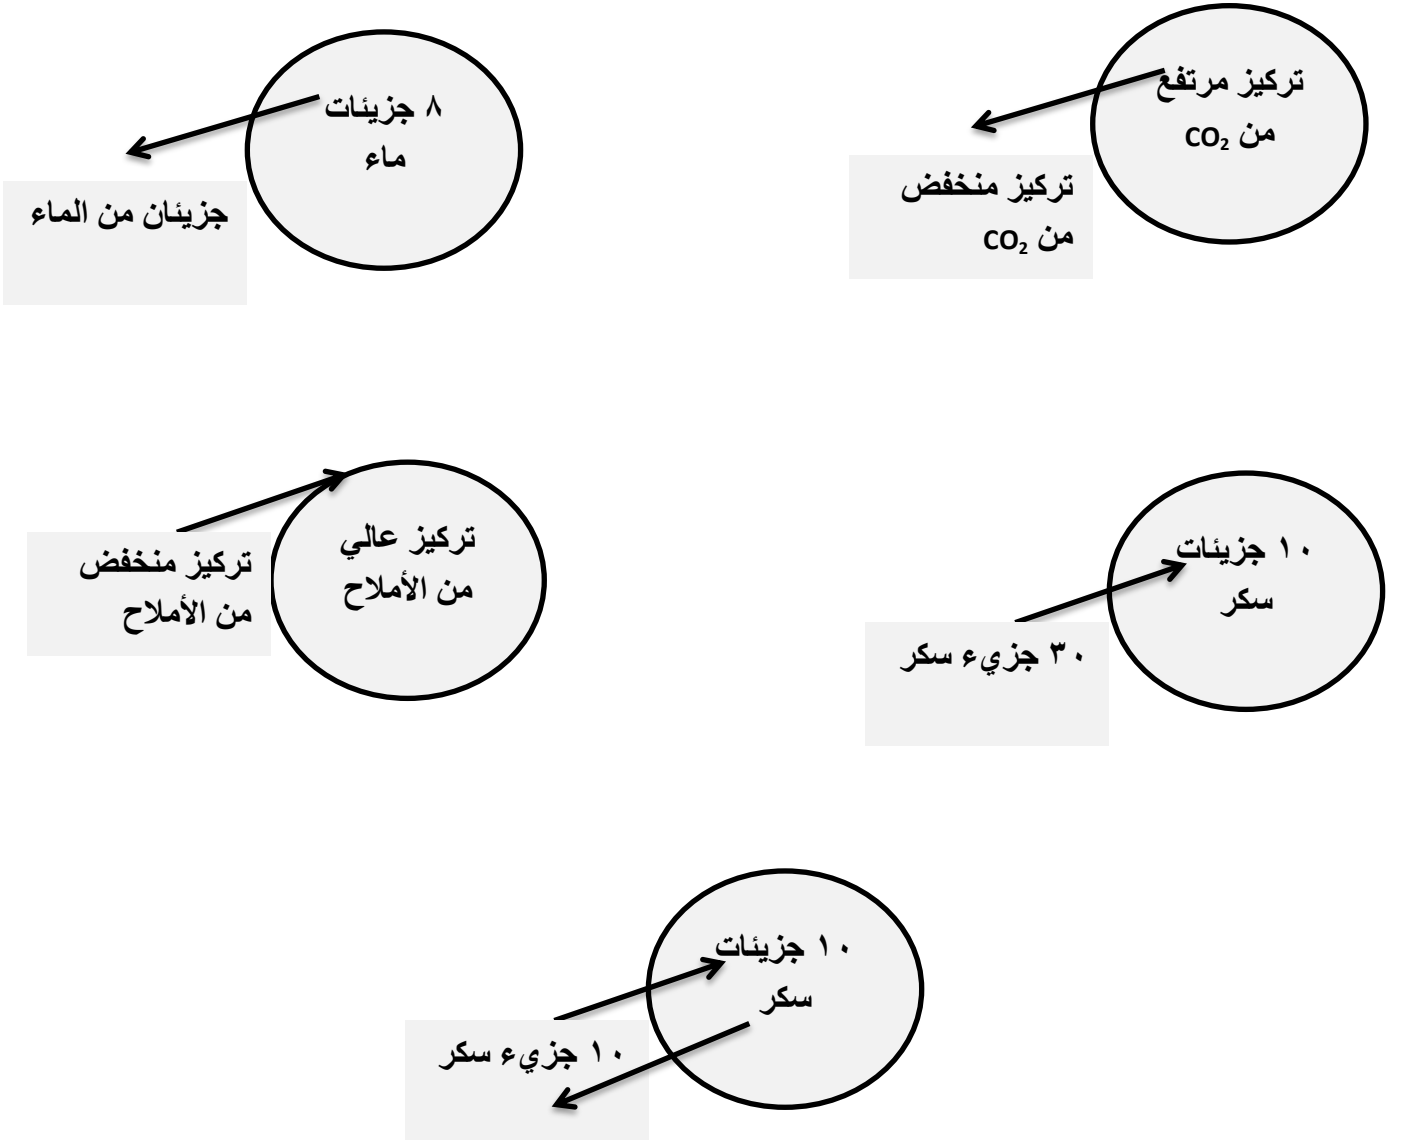 تركيز مرتفع
من CO₂
تركيز منخفض
من CO₂
٨ جزيئات
ماء
جزيئان من الماء
١٠ جزيئات
سكر
٣٠ جزيء سكر
تركيز عالي
من الأملاح
تركيز منخفض
من الأملاح
١٠ جزيئات
سكر
١٠ جزيء سكر